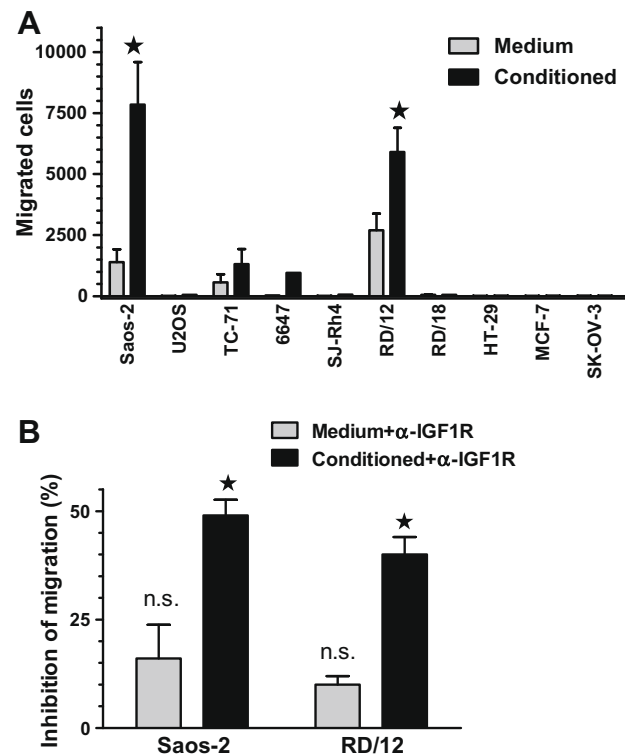 A
Migrated cells
10000
7500
5000
2500
0
Medium
Conditioned
Saos-2
U2OS
TC-71
6647
SJ-Rh4
RD/12
RD/18
HT-29
MCF-7
SK-OV-3
B
Medium+α-IGF1R
Conditioned+α-IGF1R
Inhibition of migration (%)
50
25
0
n.s.
n.s.
Saos-2
RD/12